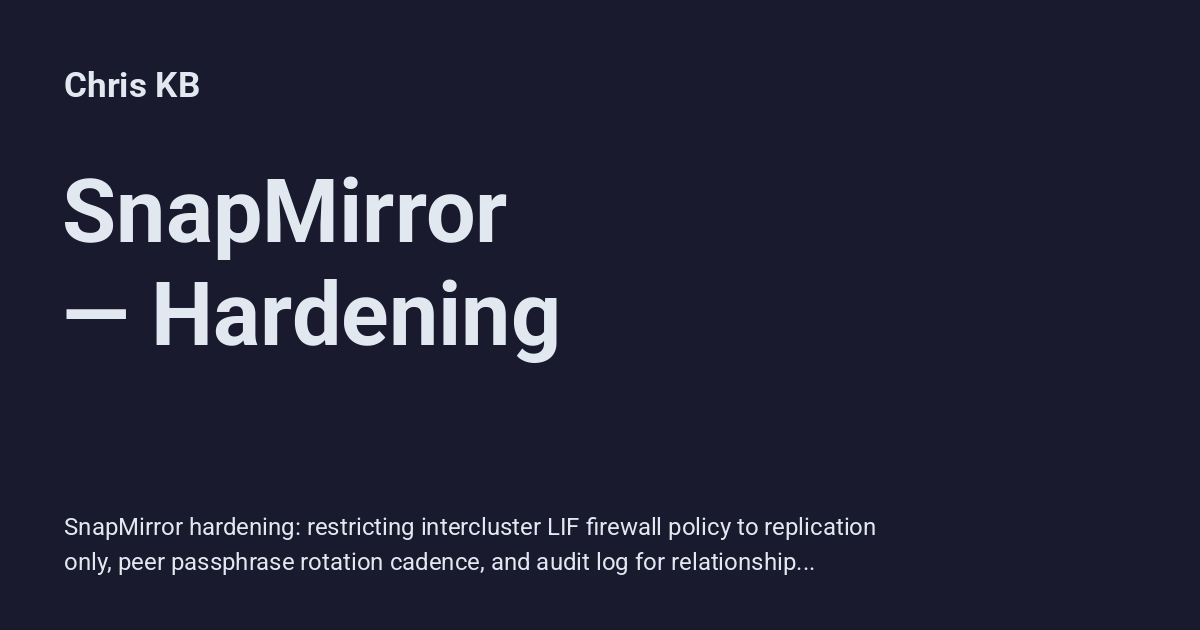 Chris KB
SnapMirror
— Hardening
SnapMirror hardening: restricting intercluster LIF firewall policy to replication
only, peer passphrase rotation cadence, and audit log for relationship...